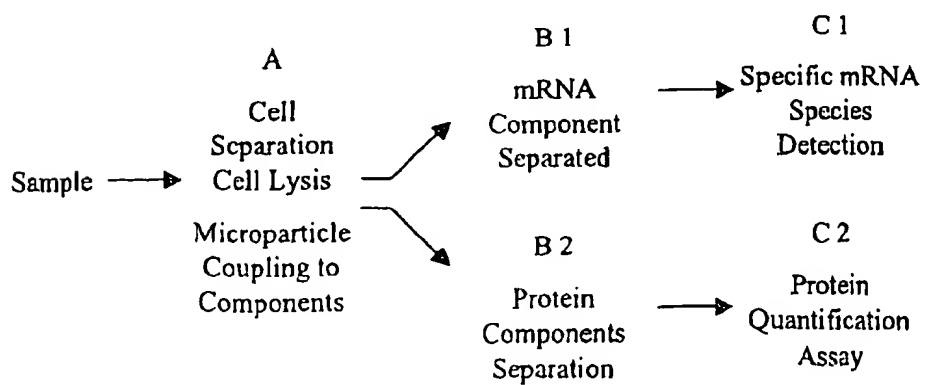 Sample
A
Cell
Separation
Cell Lysis
Microparticle
Coupling to
Components
B 1
mRNA
Component
Separated
C 1
Specific mRNA
Species
Detection
B 2
Protein
Components
Separation
C 2
Protein
Quantification
Assay